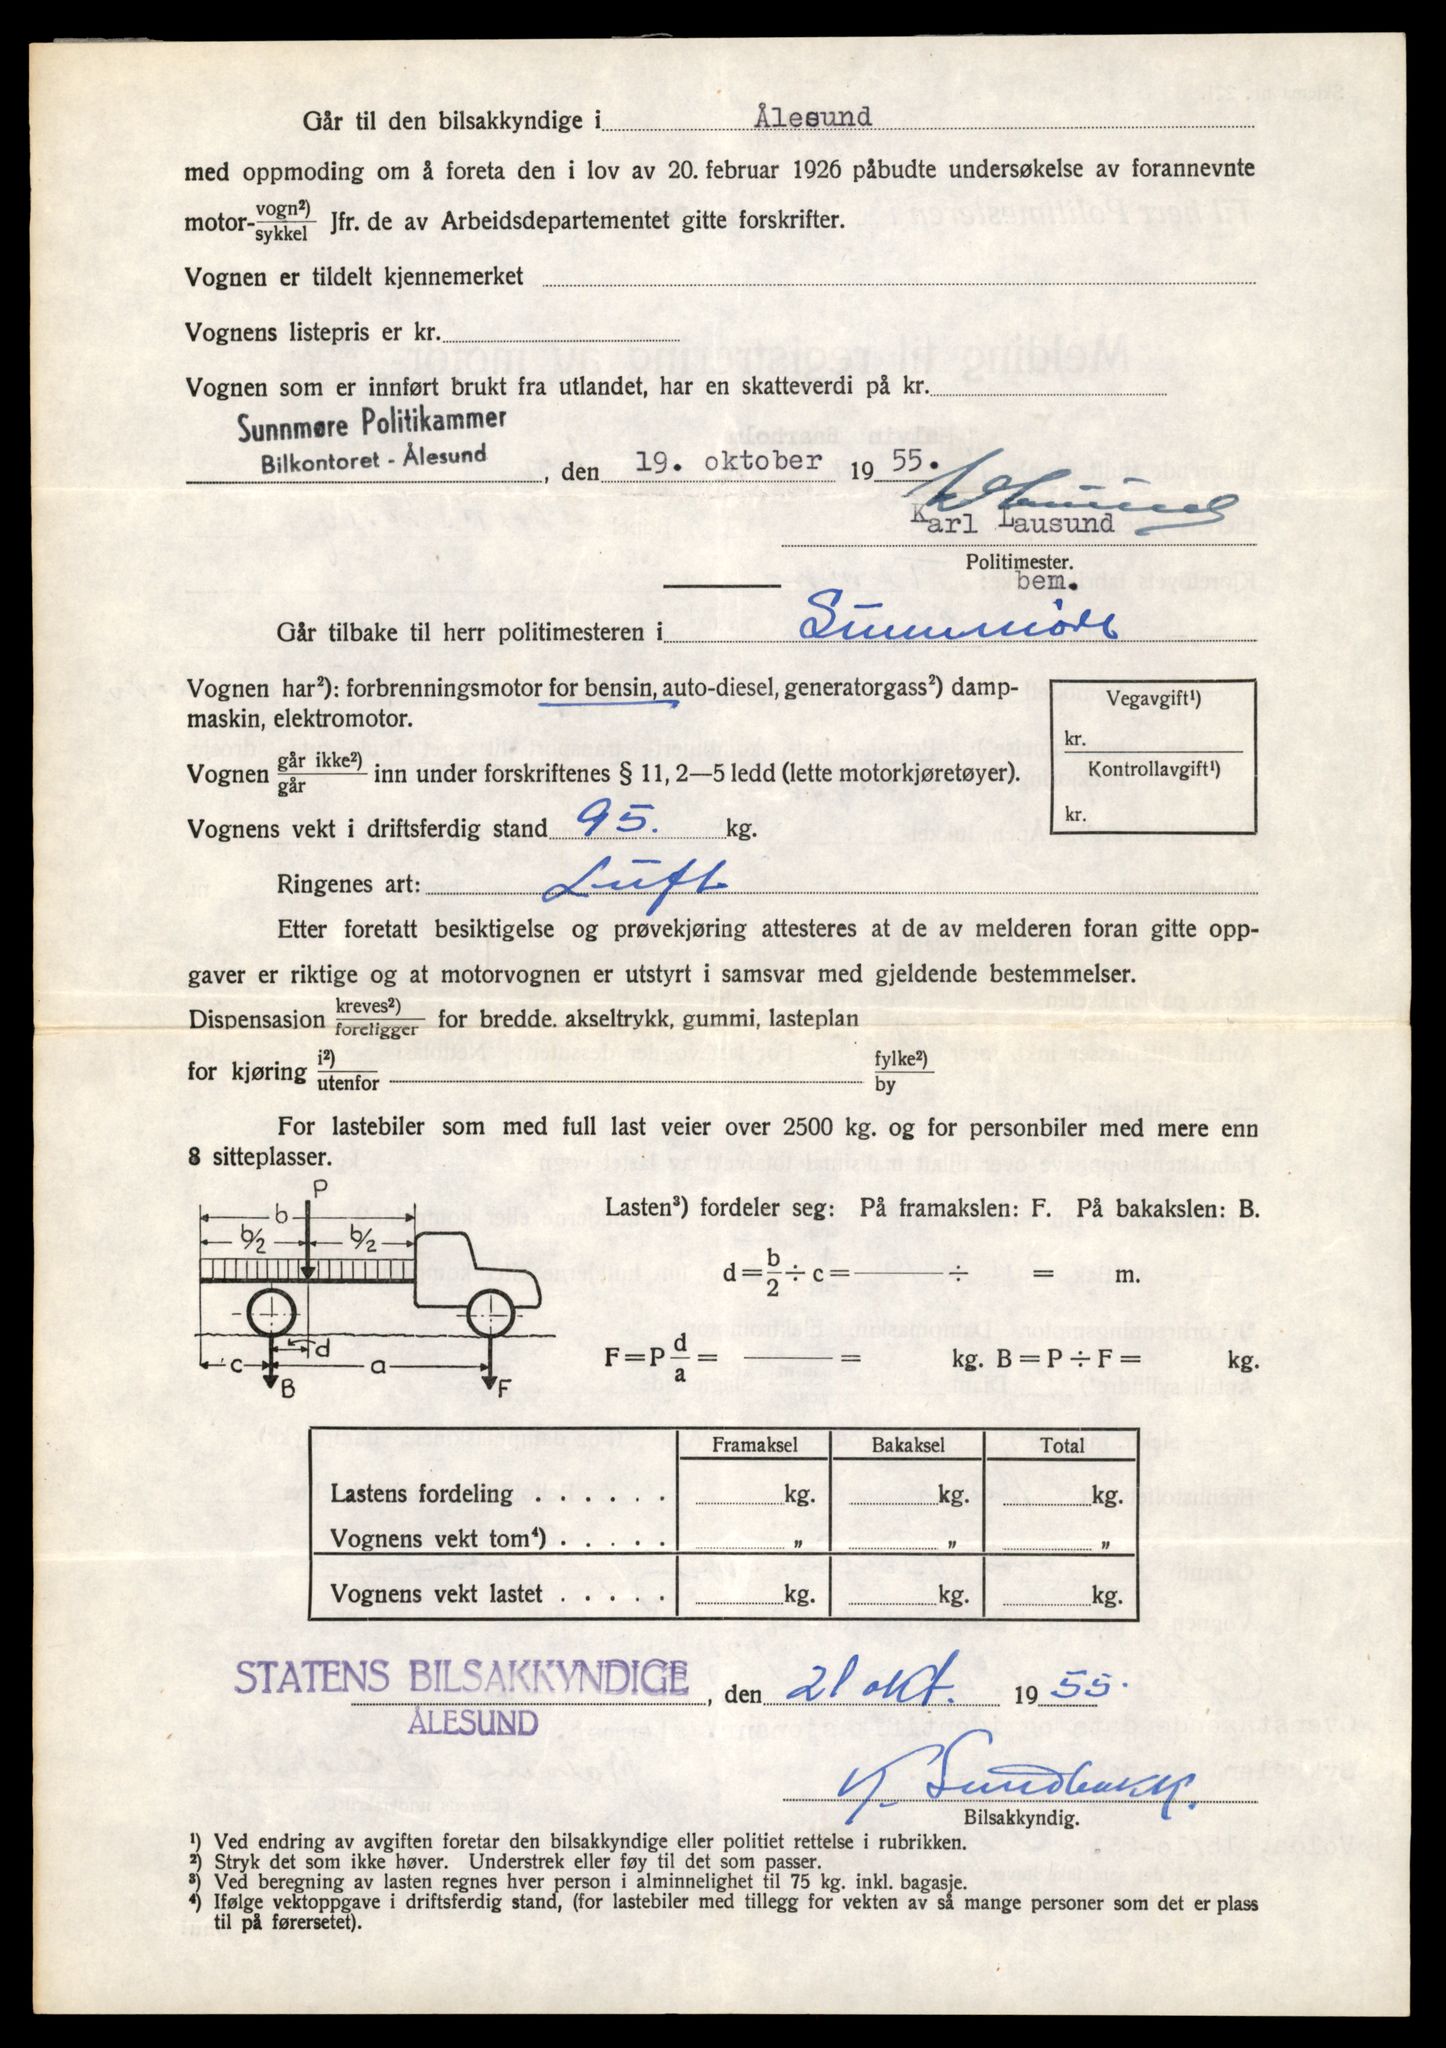 Går til den bilsakkyndige i Ålesund
med oppmoding om å foreta den i lov av 20. februar 1926 påbudte undersøkelse av forannevnte
motor-vogn²)/sykkel Jfr. de av Arbeidsdepartementet gitte forskrifter.
Vognen er tildelt kjennemerket
Vognens listepris er kr.
Vognen som er innført brukt fra utlandet, har en skatteverdi på kr.
Sunnmøre Politikammer
Bilkontoret - Ålesund, den 19. oktober 1955.
Karl Lausund
Politimester.
bem.
Går tilbake til herr politimesteren i Sunnmøre
Vognen har²): forbrenningsmotor for bensin, auto-diesel, generatorgass²) damp-
maskin, elektromotor.
Vegavgift¹)
kr.
Kontrollavgift¹)
kr.
Vognen går ikke²)/går inn under forskriftenes § 11, 2—5 ledd (lette motorkjøretøyer).
Vognens vekt i driftsferdig stand 95. kg.
Ringenes art: Luft
Etter foretatt besiktigelse og prøvekjøring attesteres at de av melderen foran gitte opp-
gaver er riktige og at motorvognen er utstyrt i samsvar med gjeldende bestemmelser.
Dispensasjon kreves²)/foreligger for bredde. akseltrykk, gummi, lasteplan
for kjøring i²)/utenfor fylke²)/by
For lastebiler som med full last veier over 2500 kg. og for personbiler med mere enn
8 sitteplasser.
P
b
b/2 b/2
d
c a
B F
Lasten³) fordeler seg: På framakslen: F. På bakakslen: B.
d = b/2 ÷ c = ÷ = m.
F = P d/a = = kg. B = P ÷ F = kg.
Framaksel Bakaksel Total
Lastens fordeling . . . . . . kg. kg. kg.
Vognens vekt tom⁴) . . . . . „ „ „
Vognens vekt lastet . . . . . kg. kg. kg.
STATENS BILSAKKYNDIGE, den 21 okt. 1955.
ÅLESUND
K. Sundbakk.
Bilsakkyndig.
¹) Ved endring av avgiften foretar den bilsakkyndige eller politiet rettelse i rubrikken.
²) Stryk det som ikke høver. Understrek eller føy til det som passer.
³) Ved beregning av lasten regnes hver person i alminnelighet til 75 kg. inkl. bagasje.
⁴) Ifølge vektoppgave i driftsferdig stand, (for lastebiler med tillegg for vekten av så mange personer som det er plass
til på førersetet).